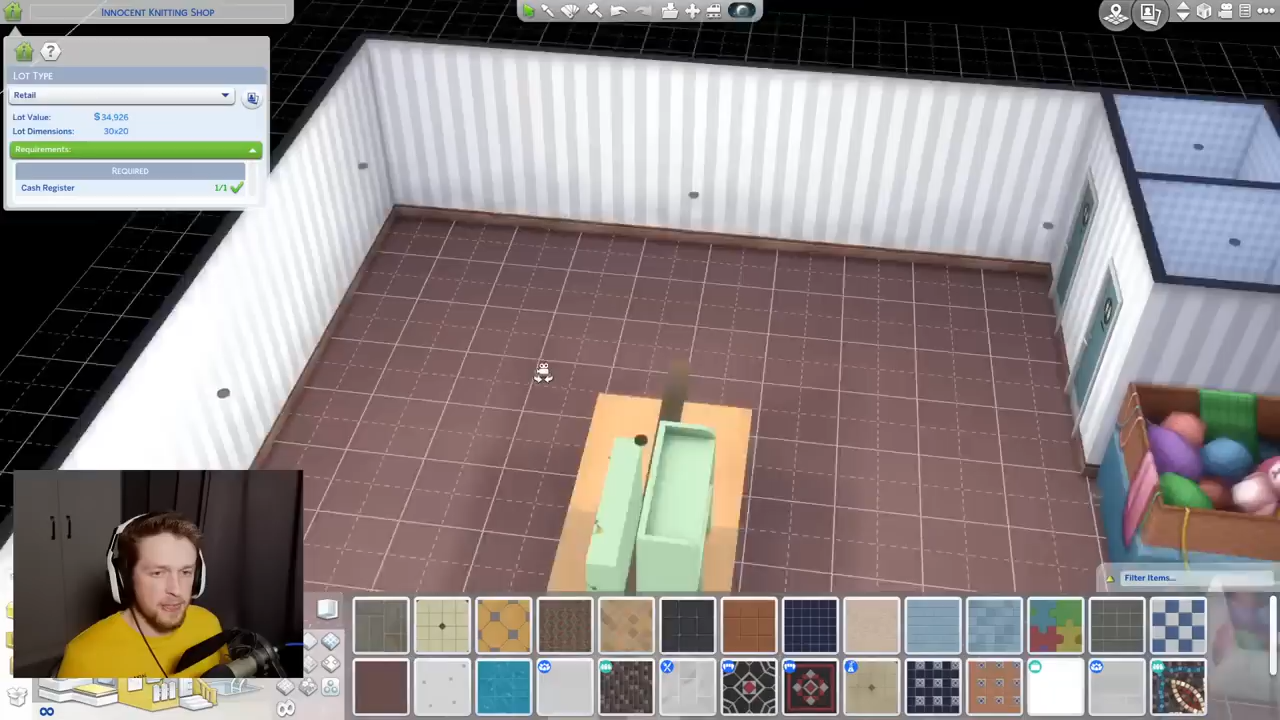 INNOCENT KNITTING SHOP
LOT TYPE
Retail
Lot Value: $34,926
Lot Dimensions: 30x20
Requirements:
REQUIRED
Cash Register 1/1
Filter Items...